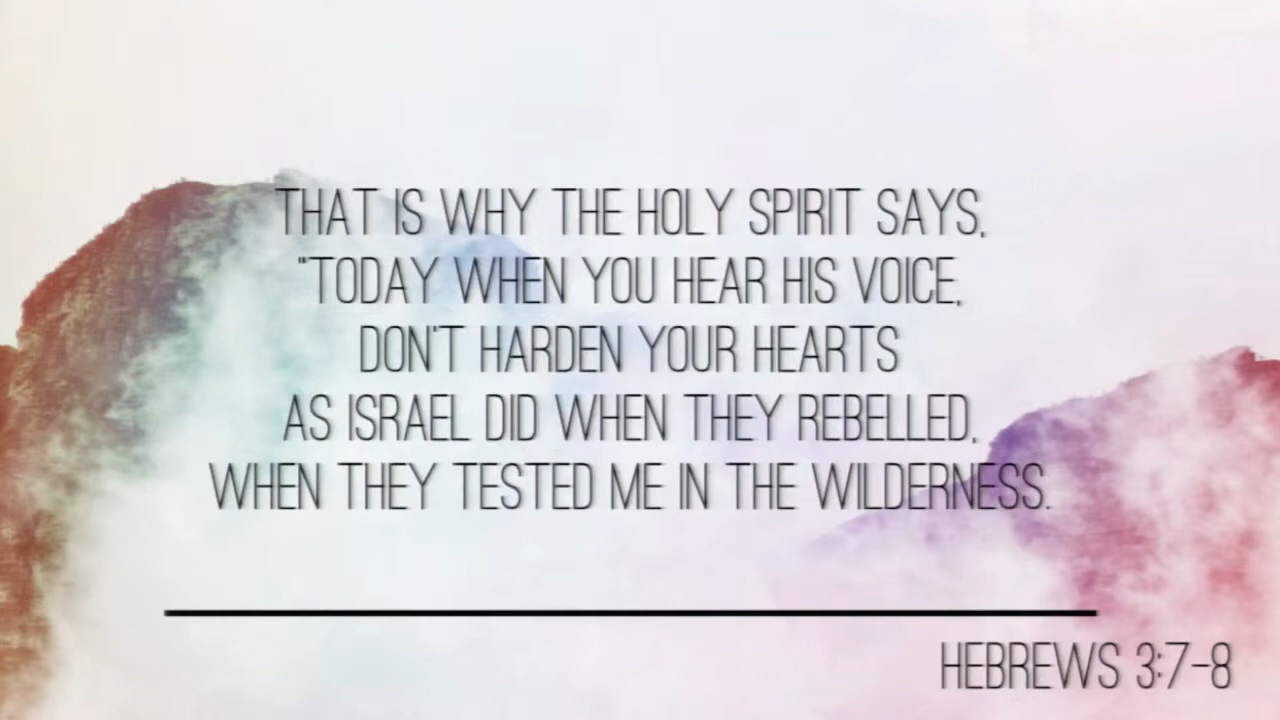 THAT IS WHY THE HOLY SPIRIT SAYS,
"TODAY WHEN YOU HEAR HIS VOICE,
DON'T HARDEN YOUR HEARTS
AS ISRAEL DID WHEN THEY REBELLED,
WHEN THEY TESTED ME IN THE WILDERNESS.
HEBREWS 3:7-8